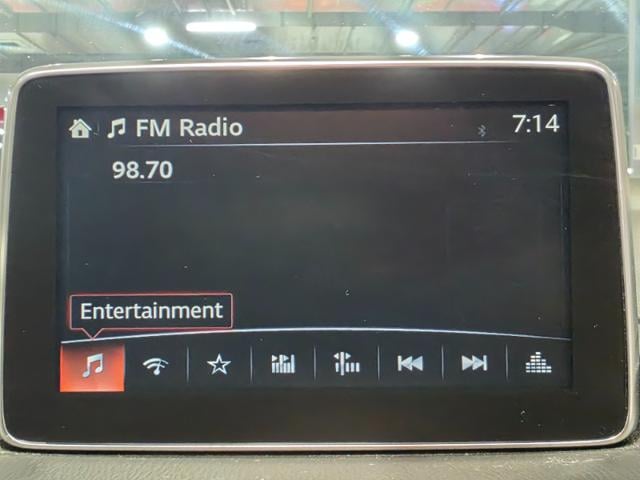 FM Radio 7:14
98.70
Entertainment